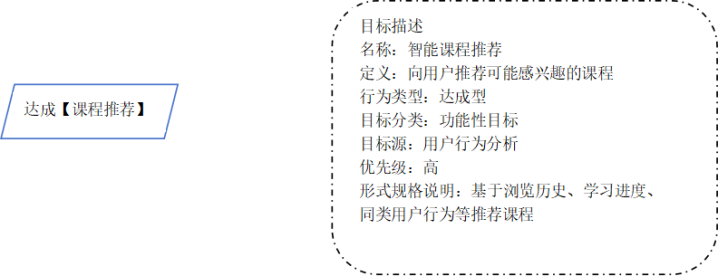 达成【课程推荐】
目标描述
名称：智能课程推荐
定义：向用户推荐可能感兴趣的课程
行为类型：达成型
目标分类：功能性目标
目标源：用户行为分析
优先级：高
形式规格说明：基于浏览历史、学习进度、
同类用户行为等推荐课程